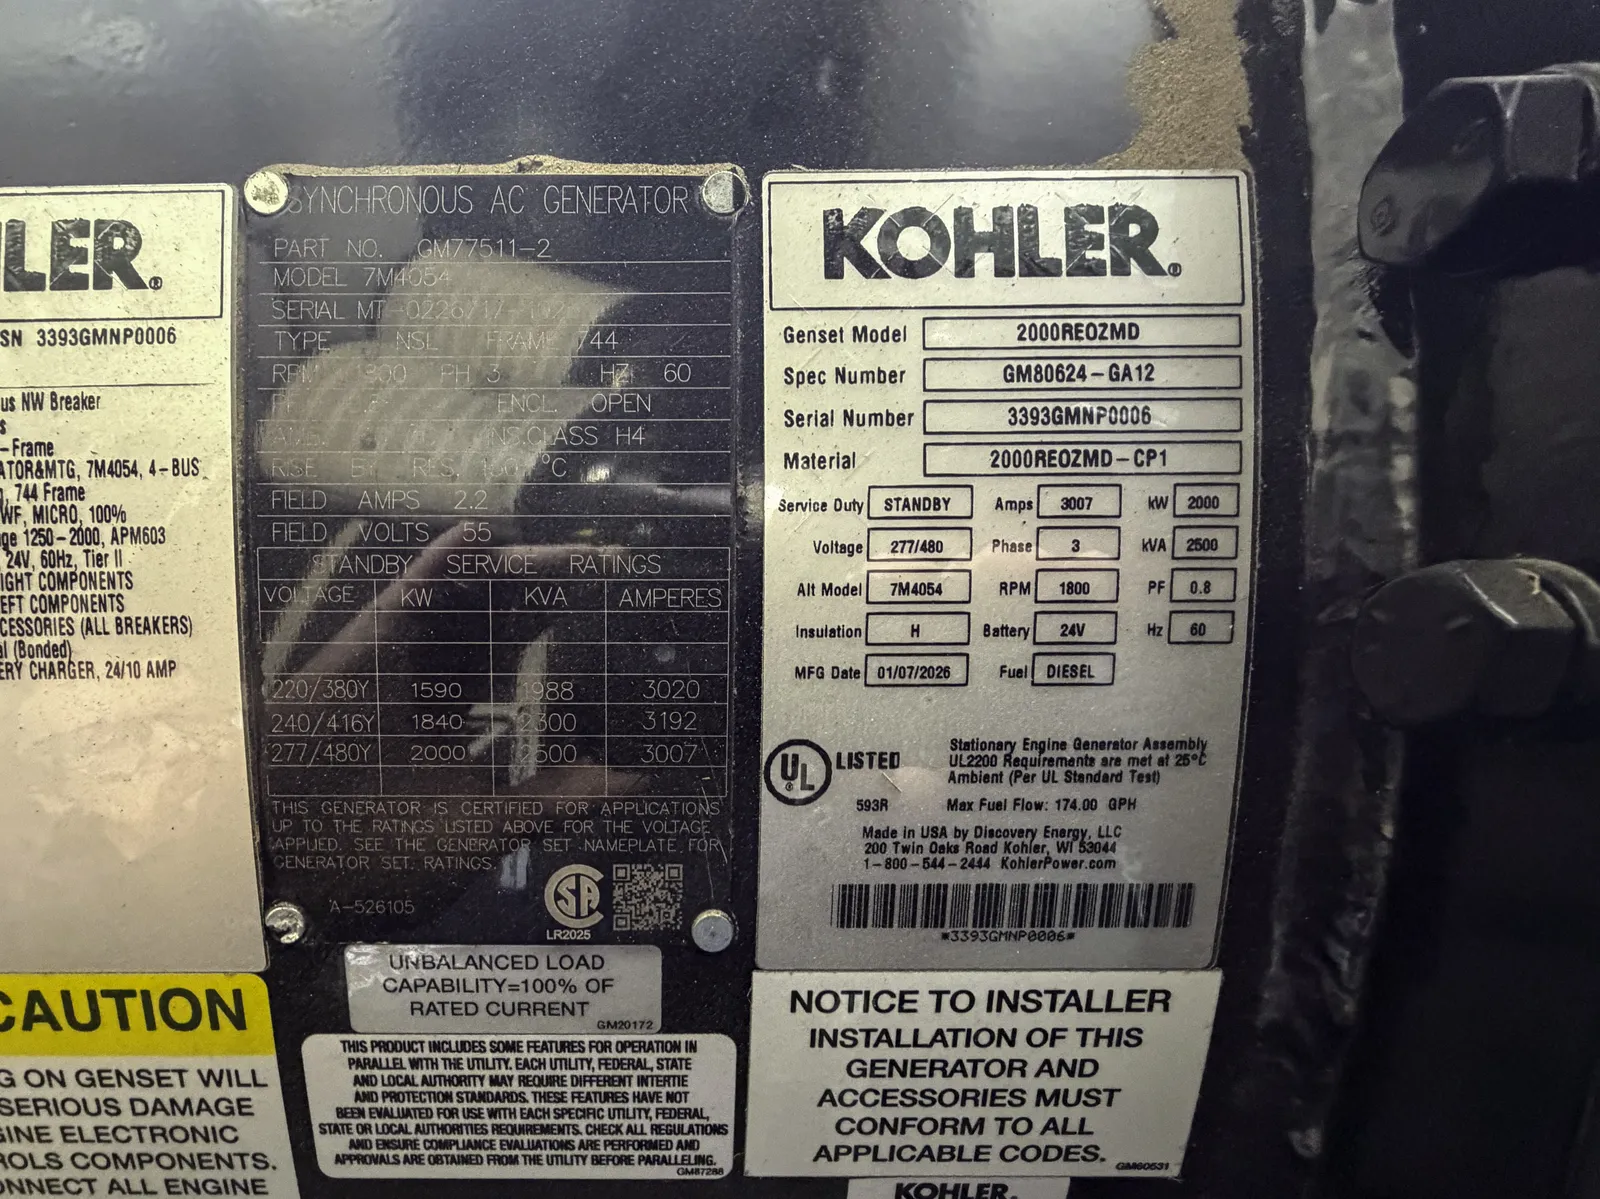 LER®
SN 3393GMNP0006
us NW Breaker
s
-Frame
ATOR&MTG, 7M4054, 4-BUS
, 744 Frame
WF, MICRO, 100%
ge 1250-2000, APM603
24V, 60Hz, Tier II
IGHT COMPONENTS
EFT COMPONENTS
CESSORIES (ALL BREAKERS)
al (Bonded)
ERY CHARGER, 24/10 AMP
CAUTION
G ON GENSET WILL
SERIOUS DAMAGE
GINE ELECTRONIC
ROLS COMPONENTS.
ONNECT ALL ENGINE
SYNCHRONOUS AC GENERATOR
PART NO. GM77511-2
MODEL 7M4054
SERIAL MT-
TYPE NSL FRAME 744
RPM 1800 PH 3 HZ 60
ENCL. OPEN
INS.CLASS H4
RISE BY RES. °C
FIELD AMPS 2.2
FIELD VOLTS 55
STANDBY SERVICE RATINGS
VOLTAGE KW KVA AMPERES
220/380Y 1590 1988 3020
240/416Y 1840 2300 3192
277/480Y 2000 2500 3007
THIS GENERATOR IS CERTIFIED FOR APPLICATIONS
UP TO THE RATINGS LISTED ABOVE FOR THE VOLTAGE
APPLIED. SEE THE GENERATOR SET NAMEPLATE FOR
GENERATOR SET RATINGS.
A-526105
SA
LR2025
UNBALANCED LOAD
CAPABILITY=100% OF
RATED CURRENT
GM20172
THIS PRODUCT INCLUDES SOME FEATURES FOR OPERATION IN
PARALLEL WITH THE UTILITY. EACH UTILITY, FEDERAL, STATE
AND LOCAL AUTHORITY MAY REQUIRE DIFFERENT INTERTIE
AND PROTECTION STANDARDS. THESE FEATURES HAVE NOT
BEEN EVALUATED FOR USE WITH EACH SPECIFIC UTILITY, FEDERAL,
STATE OR LOCAL AUTHORITIES REQUIREMENTS. CHECK ALL REGULATIONS
AND ENSURE COMPLIANCE EVALUATIONS ARE PERFORMED AND
APPROVALS ARE OBTAINED FROM THE UTILITY BEFORE PARALLELING.
GM87288
KOHLER®
Genset Model 2000REOZMD
Spec Number GM80624-GA12
Serial Number 3393GMNP0006
Material 2000REOZMD-CP1
Service Duty STANDBY Amps 3007 kW 2000
Voltage 277/480 Phase 3 kVA 2500
Alt Model 7M4054 RPM 1800 PF 0.8
Insulation H Battery 24V Hz 60
MFG Date 01/07/2026 Fuel DIESEL
UL® LISTED
593R
Stationary Engine Generator Assembly
UL2200 Requirements are met at 25°C
Ambient (Per UL Standard Test)
Max Fuel Flow: 174.00 GPH
Made in USA by Discovery Energy, LLC
200 Twin Oaks Road Kohler, WI 53044
1-800-544-2444 KohlerPower.com
*3393GMNP0006*
NOTICE TO INSTALLER
INSTALLATION OF THIS
GENERATOR AND
ACCESSORIES MUST
CONFORM TO ALL
APPLICABLE CODES.
GM60531
KOHLER.